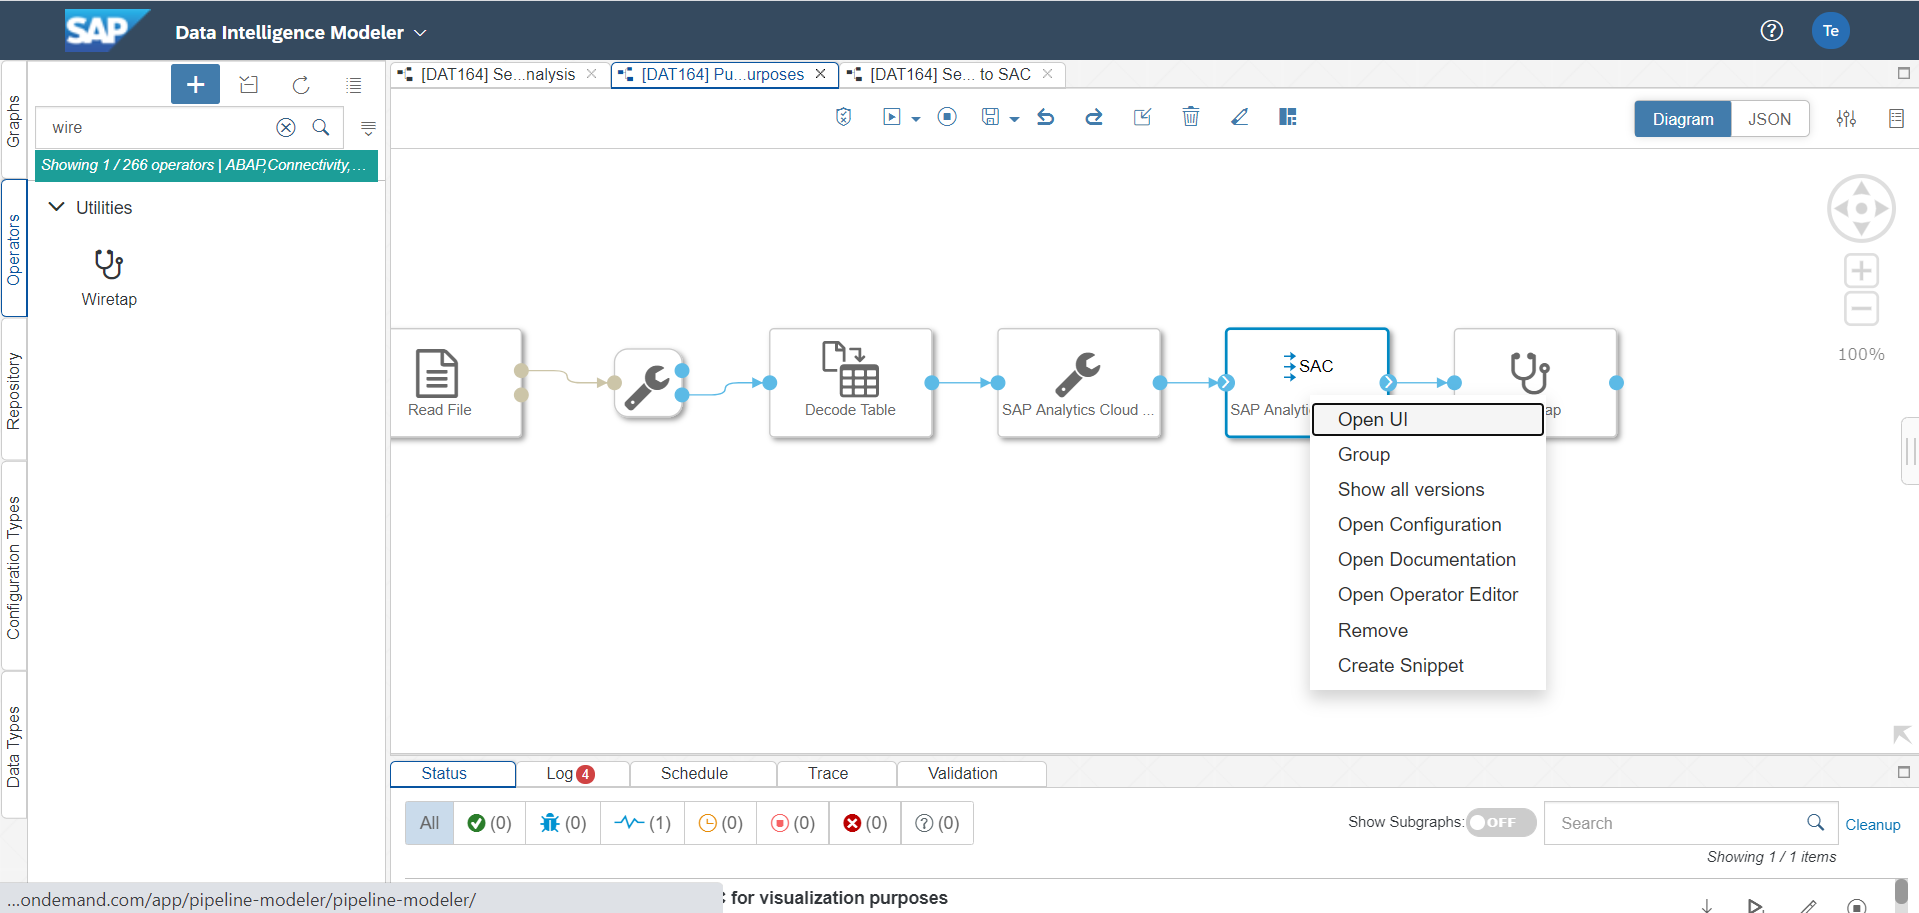 SAP
Data Intelligence Modeler
Te
Graphs
Operators
Repository
Configuration Types
Data Types
wire
Showing 1 / 266 operators | ABAP,Connectivity,...
Utilities
Wiretap
[DAT164] Se...nalysis
[DAT164] Pu...urposes
[DAT164] Se... to SAC
Diagram
JSON
100%
Read File
Decode Table
SAP Analytics Cloud ...
SAC
SAP Analyti
ap
Open UI
Group
Show all versions
Open Configuration
Open Documentation
Open Operator Editor
Remove
Create Snippet
Status
Log 4
Schedule
Trace
Validation
All
(0)
(0)
(1)
(0)
(0)
(0)
(0)
Show Subgraphs:
OFF
Search
Cleanup
Showing 1 / 1 items
for visualization purposes
...ondemand.com/app/pipeline-modeler/pipeline-modeler/